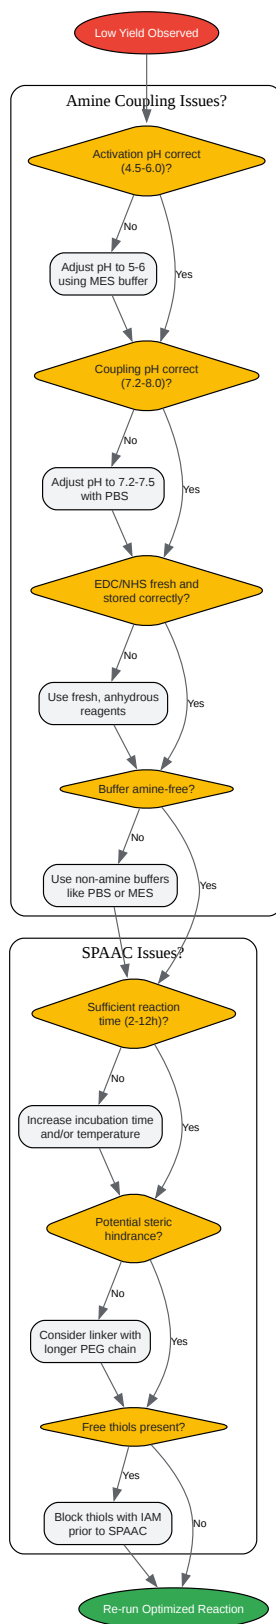 Low Yield Observed
Amine Coupling Issues?
Activation pH correct
(4.5-6.0)?
No
Yes
Adjust pH to 5-6
using MES buffer
Coupling pH correct
(7.2-8.0)?
No
Yes
Adjust pH to 7.2-7.5
with PBS
EDC/NHS fresh and
stored correctly?
No
Yes
Use fresh, anhydrous
reagents
Buffer amine-free?
No
Yes
Use non-amine buffers
like PBS or MES
SPAAC Issues?
Sufficient reaction
time (2-12h)?
No
Yes
Increase incubation time
and/or temperature
Potential steric
hindrance?
No
Yes
Consider linker with
longer PEG chain
Free thiols present?
Yes
No
Block thiols with IAM
prior to SPAAC
Re-run Optimized Reaction